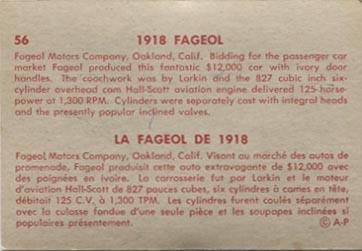 56
1918 FAGEOL
Fageol Motors Company, Oakland, Calif. Bidding for the passenger car
market Fageol produced this fantastic $12,000 car with ivory door
handles. The coachwork was by Larkin and the 827 cubic inch six-
cylinder overhead cam Hall-Scott aviation engine delivered 125 horse-
power at 1,300 RPM. Cylinders were separately cast with integral heads
and the presently popular inclined valves.
LA FAGEOL DE 1918
Fageol Motors Company, Oakland, Calif. Visant au marché des autos de
promenade, Fageol produisit cette auto extravagante de $12,000 avec
des poignées en ivoire. La carrosserie fut par Larkin et le moteur
d'aviation Hall-Scott de 827 pouces cubes, six cylindres à cames en tête,
débitait 125 C.V. à 1,300 TPM. Les cylindres furent coulés séparément
avec la culasse fondue d'une seule pièce et les soupapes inclinées si
populaires présentement.
© A-P